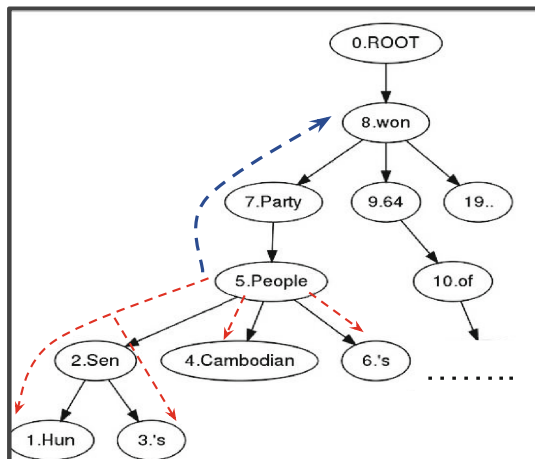 0.ROOT
8.won
7.Party 9.64 19..
5.People 10.of
2.Sen 4.Cambodian 6.'s
1.Hun 3.'s